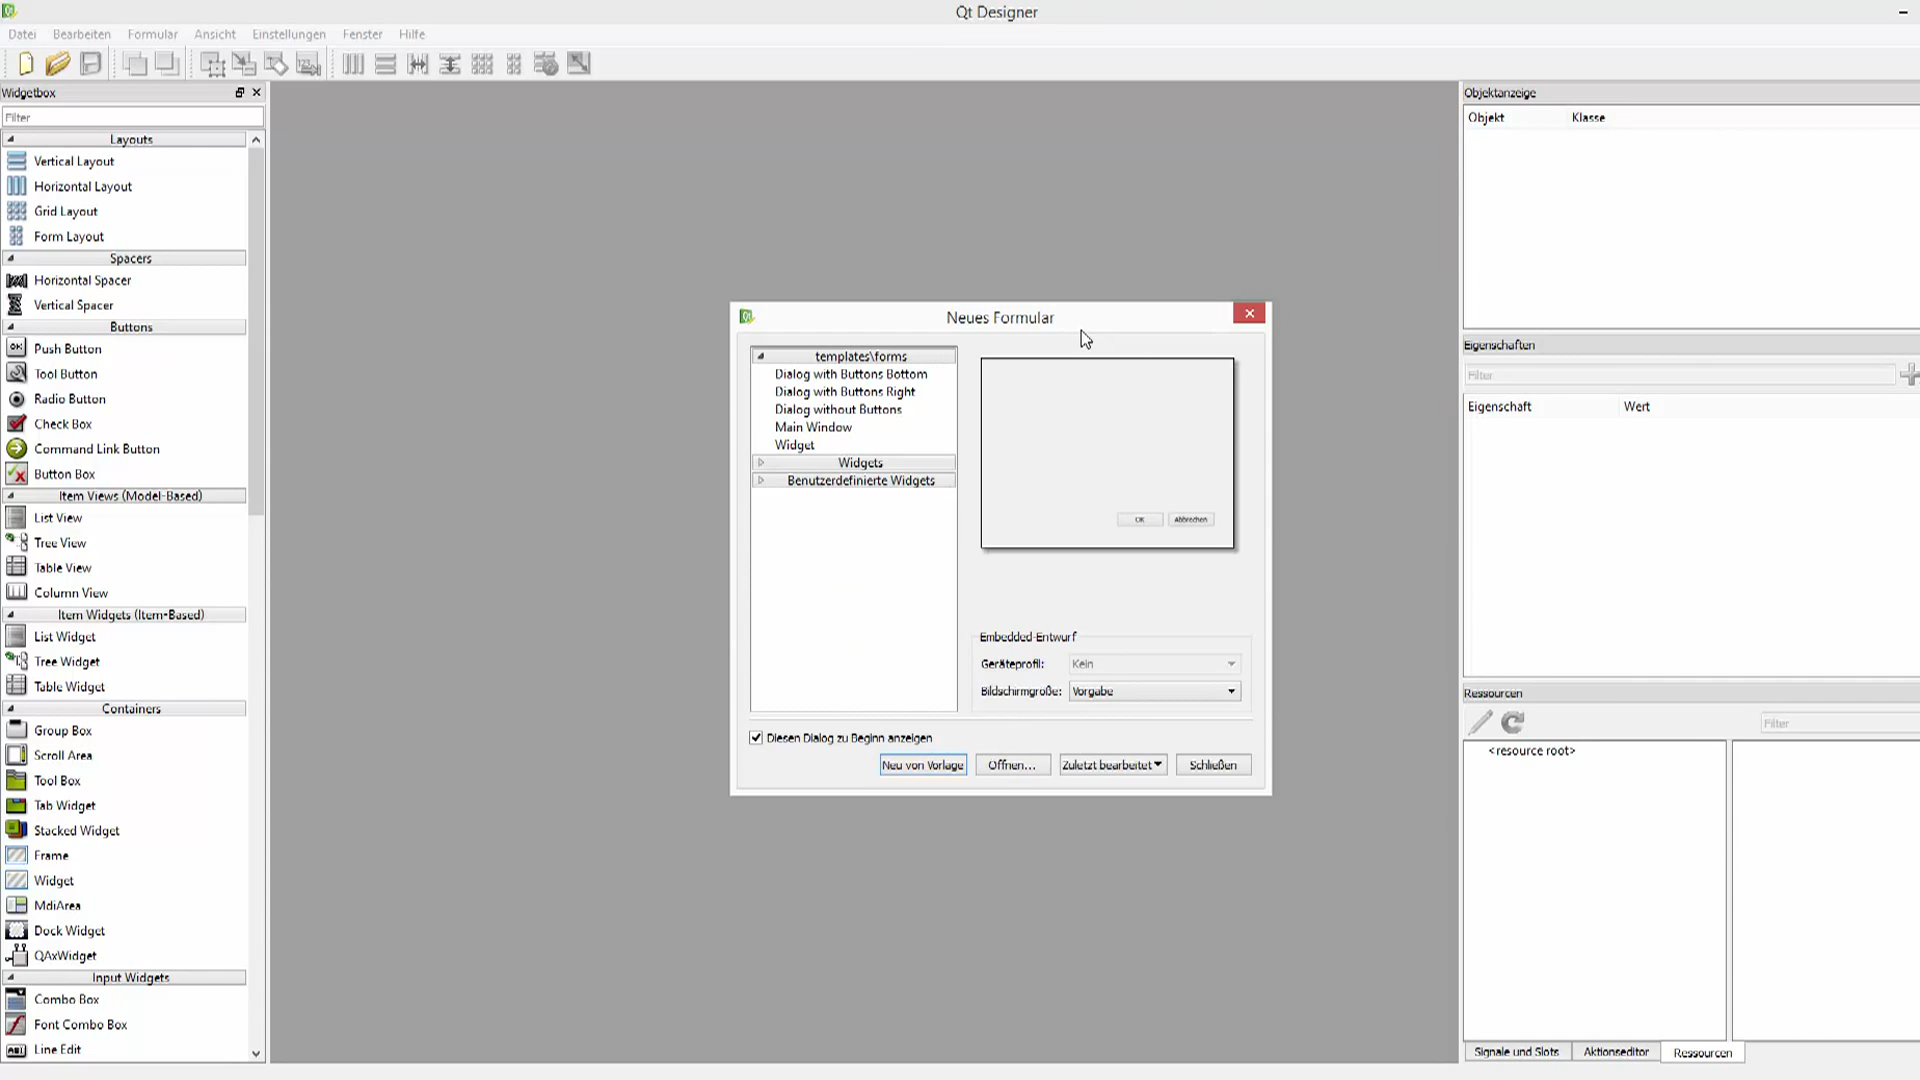 Qt Designer
Datei Bearbeiten Formular Ansicht Einstellungen Fenster Hilfe
Widgetbox
Filter
Layouts
Vertical Layout
Horizontal Layout
Grid Layout
Form Layout
Spacers
Horizontal Spacer
Vertical Spacer
Buttons
OK Push Button
Tool Button
Radio Button
Check Box
Command Link Button
Button Box
Item Views (Model-Based)
List View
Tree View
Table View
Column View
Item Widgets (Item-Based)
List Widget
Tree Widget
Table Widget
Containers
Group Box
Scroll Area
Tool Box
Tab Widget
Stacked Widget
Frame
Widget
MdiArea
Dock Widget
QAxWidget
Input Widgets
Combo Box
Font Combo Box
Line Edit
Qt Neues Formular
templates\forms
Dialog with Buttons Bottom
Dialog with Buttons Right
Dialog without Buttons
Main Window
Widget
Widgets
Benutzerdefinierte Widgets
OK Abbrechen
Embedded-Entwurf
Geräteprofil: Kein
Bildschirmgröße: Vorgabe
Diesen Dialog zu Beginn anzeigen
Neu von Vorlage Öffnen... Zuletzt bearbeitet Schließen
Objektanzeige
Objekt Klasse
Eigenschaften
Filter
Eigenschaft Wert
Ressourcen
Filter
<resource root>
Signale und Slots Aktionseditor Ressourcen